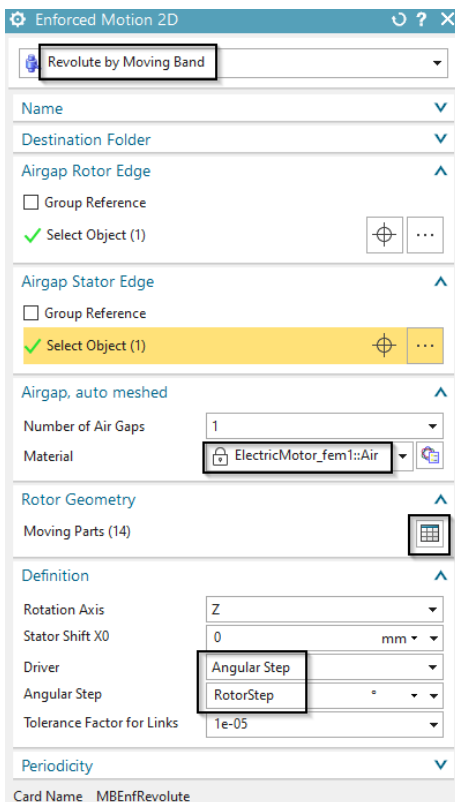 Enforced Motion 2D
Revolute by Moving Band
Name
Destination Folder
Airgap Rotor Edge
Group Reference
Select Object (1)
Airgap Stator Edge
Group Reference
Select Object (1)
Airgap, auto meshed
Number of Air Gaps 1
Material ElectricMotor_fem1::Air
Rotor Geometry
Moving Parts (14)
Definition
Rotation Axis Z
Stator Shift X0 0 mm
Driver Angular Step
Angular Step RotorStep °
Tolerance Factor for Links 1e-05
Periodicity
Card Name MBEnfRevolute